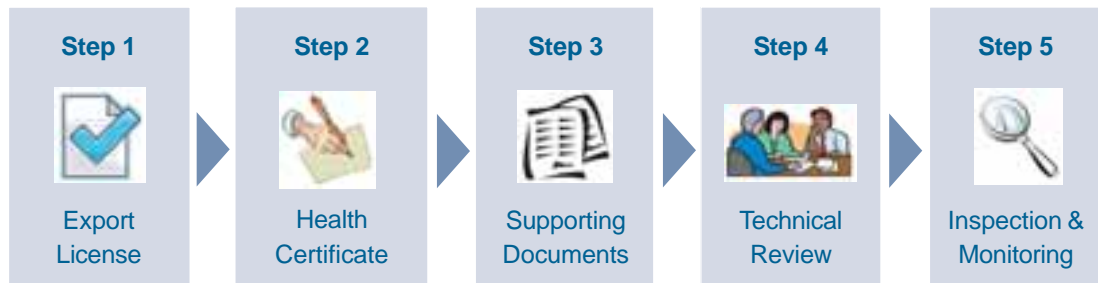 Step 1
Export
License
Step 2
Health
Certificate
Step 3
Supporting
Documents
Step 4
Technical
Review
Step 5
Inspection &
Monitoring